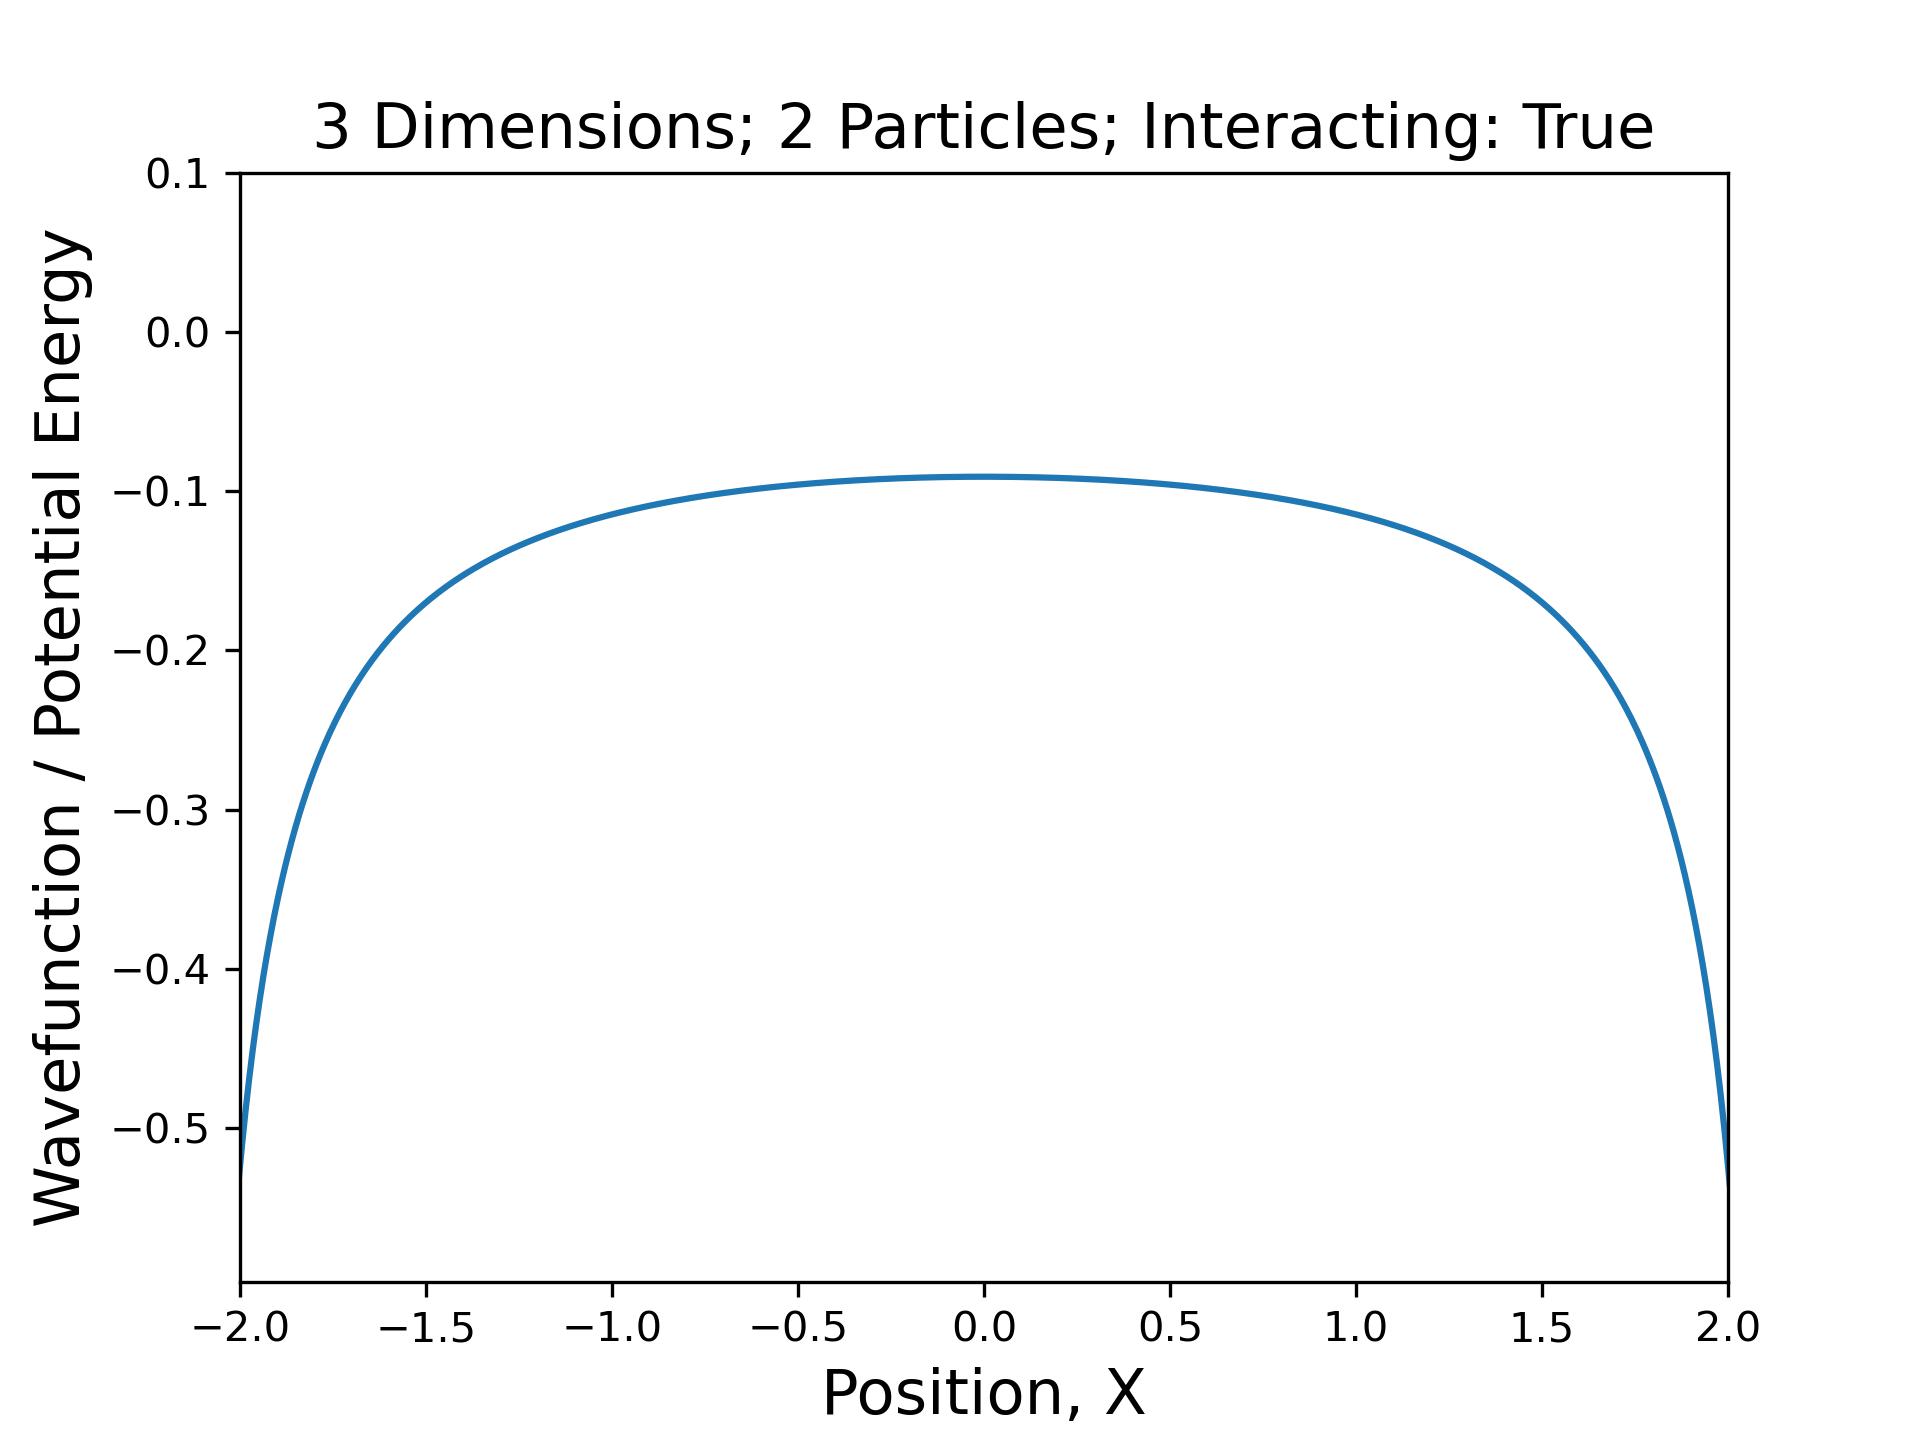 3 Dimensions; 2 Particles; Interacting: True
Wavefunction / Potential Energy
0.1
0.0
−0.1
−0.2
−0.3
−0.4
−0.5
−2.0 −1.5 −1.0 −0.5 0.0 0.5 1.0 1.5 2.0
Position, X